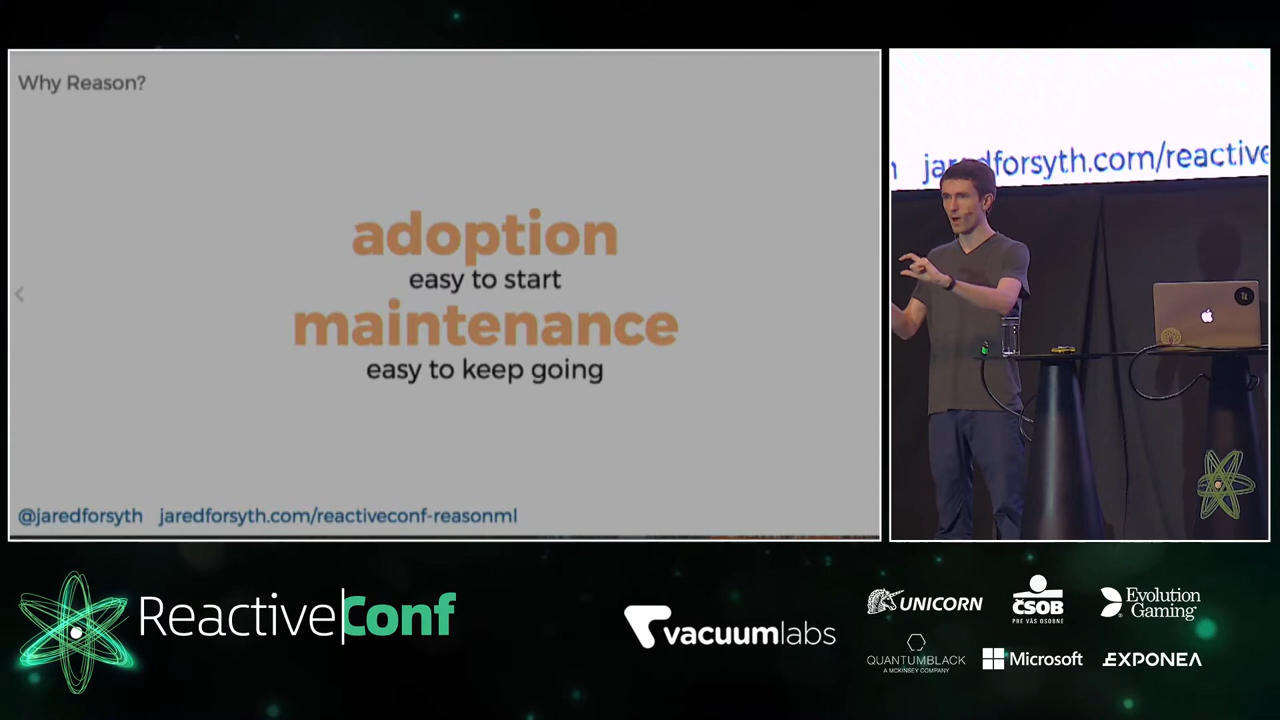 Why Reason?
adoption
easy to start
maintenance
easy to keep going
@jaredforsyth jaredforsyth.com/reactiveconf-reasonml
jaredforsyth.com/reactive
ReactiveConf
vacuumlabs
UNICORN
ČSOB
PRE VÁS OSOBNE
Evolution
Gaming
QUANTUMBLACK
A MCKINSEY COMPANY
Microsoft
EXPONEA